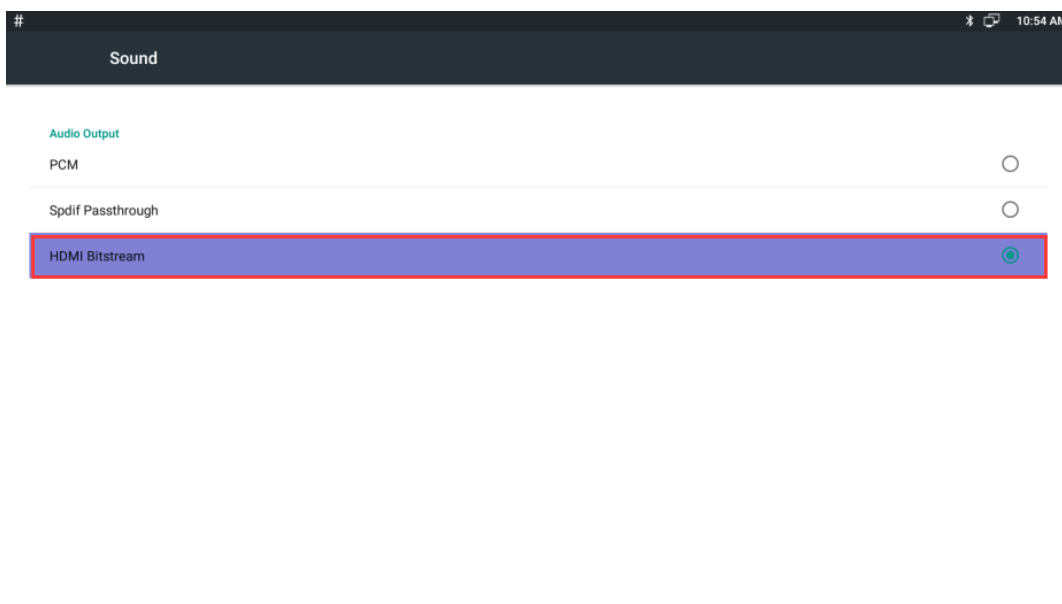 # 10:54 AM
Sound
Audio Output
PCM
Spdif Passthrough
HDMI Bitstream